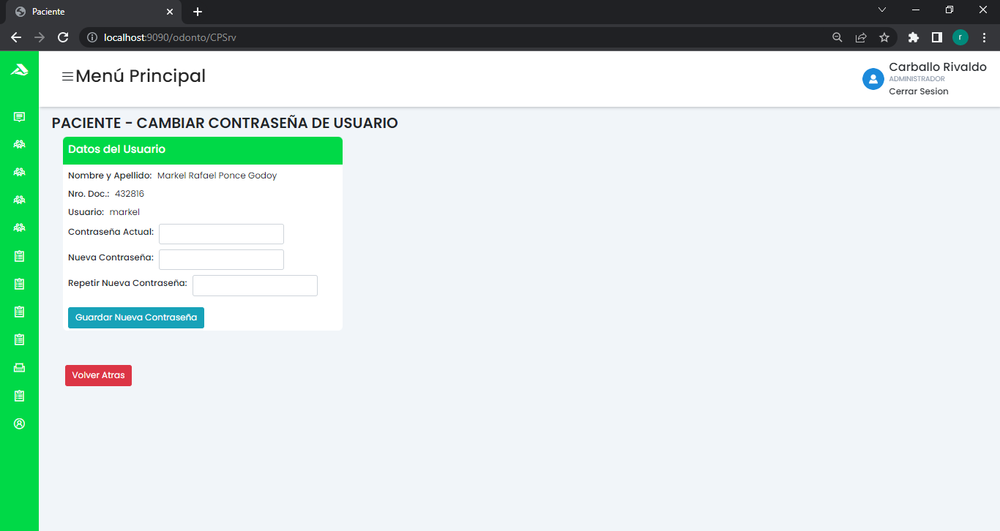 Paciente
localhost:9090/odonto/CPSrv
r
Menú Principal
Carballo Rivaldo
ADMINISTRADOR
Cerrar Sesion
PACIENTE - CAMBIAR CONTRASEÑA DE USUARIO
Datos del Usuario
Nombre y Apellido: Markel Rafael Ponce Godoy
Nro. Doc.: 432816
Usuario: markel
Contraseña Actual:
Nueva Contraseña:
Repetir Nueva Contraseña:
Guardar Nueva Contraseña
Volver Atras